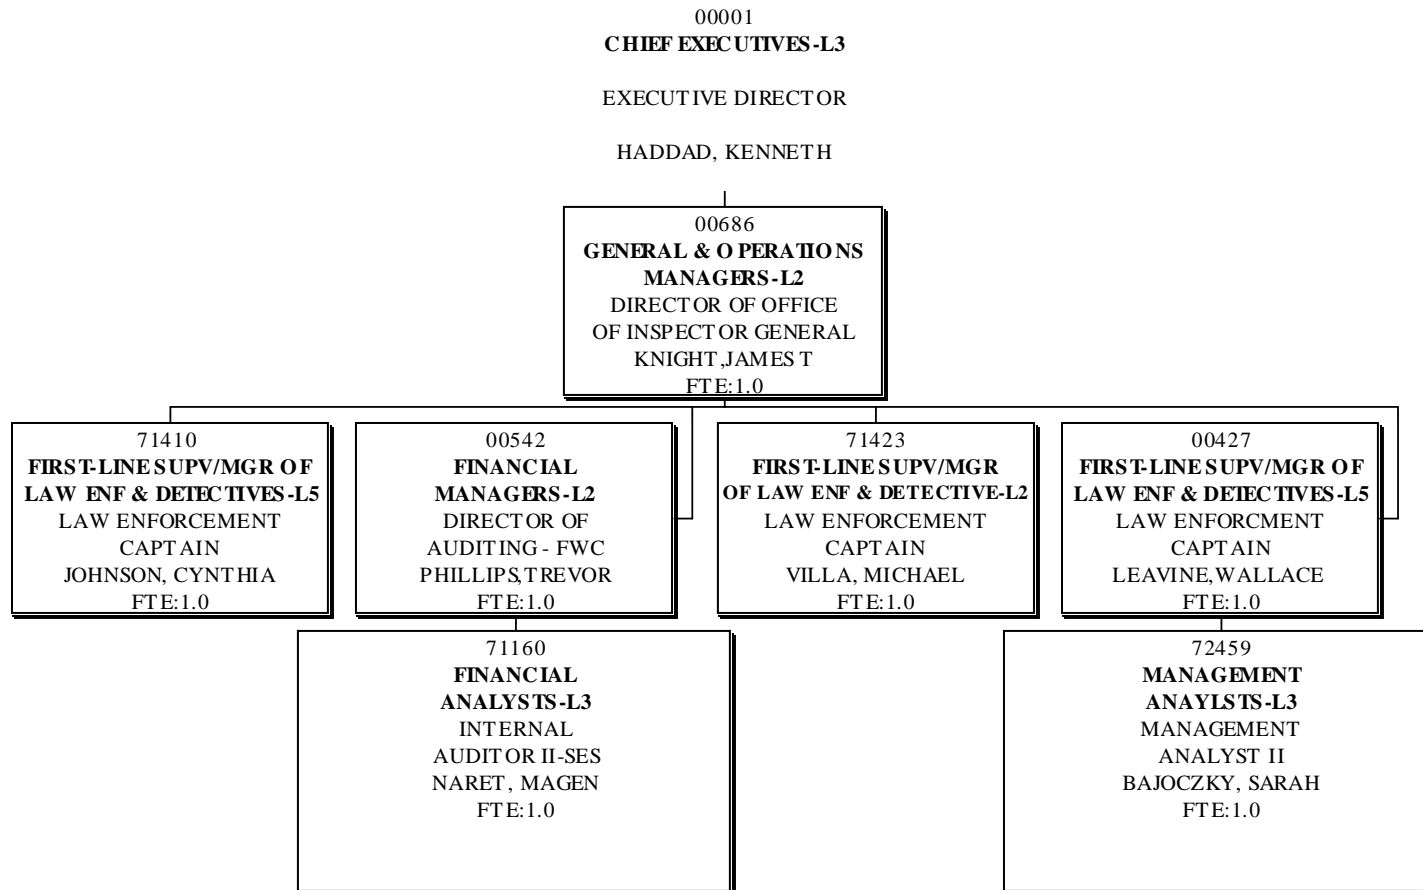 00001
CHIEF EXECUTIVES-L3
EXECUTIVE DIRECTOR
HADDAD, KENNETH
00686
GENERAL & OPERATIONS
MANAGERS-L2
DIRECTOR OF OFFICE
OF INSPECTOR GENERAL
KNIGHT,JAMES T
FTE:1.0
71410
FIRST-LINE SUPV/MGR OF
LAW ENF & DETECTIVES-L5
LAW ENFORCEMENT
CAPTAIN
JOHNSON, CYNTHIA
FTE:1.0
00542
FINANCIAL
MANAGERS-L2
DIRECTOR OF
AUDITING - FWC
PHILLIPS,TREVOR
FTE:1.0
71423
FIRST-LINE SUPV/MGR
OF LAW ENF & DETECTIVE-L2
LAW ENFORCEMENT
CAPTAIN
VILLA, MICHAEL
FTE:1.0
00427
FIRST-LINE SUPV/MGR OF
LAW ENF & DETECTIVES-L5
LAW ENFORCMENT
CAPTAIN
LEAVINE,WALLACE
FTE:1.0
71160
FINANCIAL
ANALYSTS-L3
INTERNAL
AUDITOR II-SES
NARET, MAGEN
FTE:1.0
72459
MANAGEMENT
ANAYLSTS-L3
MANAGEMENT
ANALYST II
BAJOCZKY, SARAH
FTE:1.0